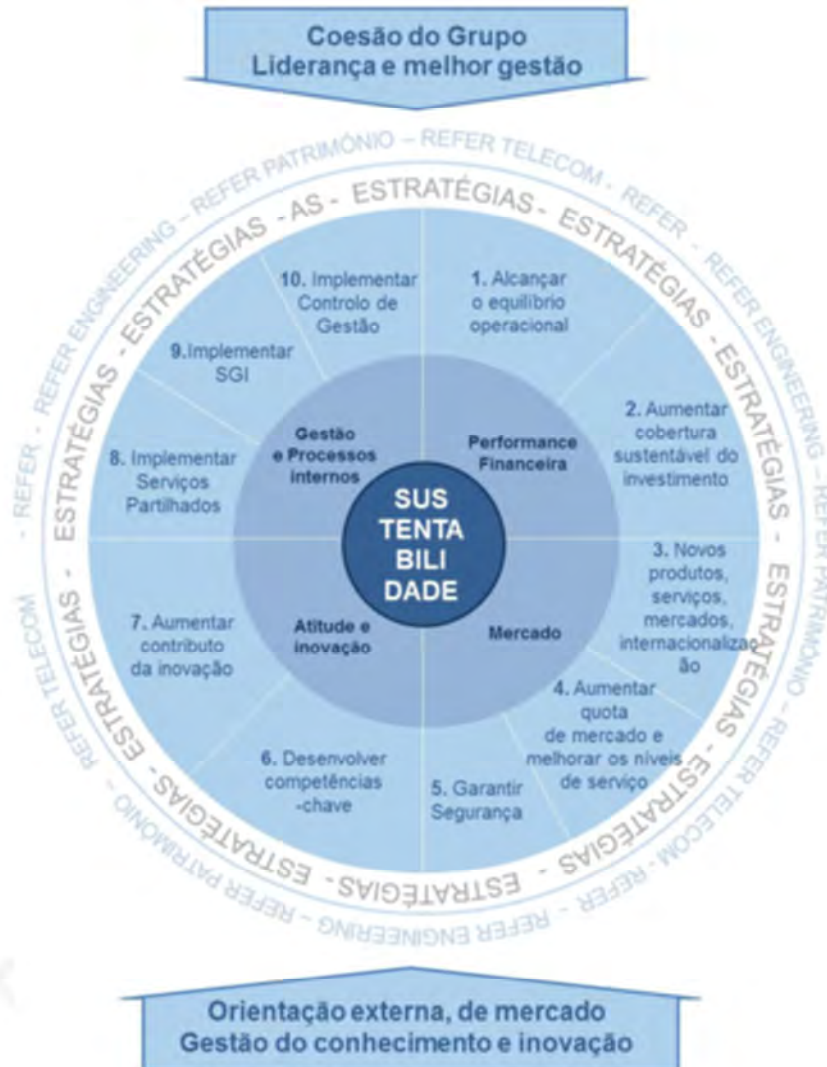 Coesão do Grupo
Liderança e melhor gestão
- REFER - REFER ENGINEERING – REFER PATRIMÓNIO – REFER TELECOM - REFER - REFER ENGINEERING – REFER PATRIMÓNIO – REFER TELECOM - REFER - REFER ENGINEERING – REFER PATRIMÓNIO – REFER TELECOM
ESTRATÉGIAS - ESTRATÉGIAS - AS - ESTRATÉGIAS - ESTRATÉGIAS - ESTRATÉGIAS - ESTRATÉGIAS - ESTRATÉGIAS - ESTRATÉGIAS - ESTRATÉGIAS - ESTRATÉGIAS - ESTRATÉGIAS -
10. Implementar
Controlo de
Gestão
1. Alcançar
o equilíbrio
operacional
9.Implementar
SGI
2. Aumentar
cobertura
sustentável do
investimento
8. Implementar
Serviços
Partilhados
Gestão
e Processos
internos
Performance
Financeira
SUS
TENTA
BILI
DADE
3. Novos
produtos,
serviços,
mercados,
internacionalizaç
ão
7. Aumentar
contributo
da inovação
Atitude e
inovação
Mercado
4. Aumentar
quota
de mercado e
melhorar os níveis
de serviço
6. Desenvolver
competências
-chave
5. Garantir
Segurança
Orientação externa, de mercado
Gestão do conhecimento e inovação